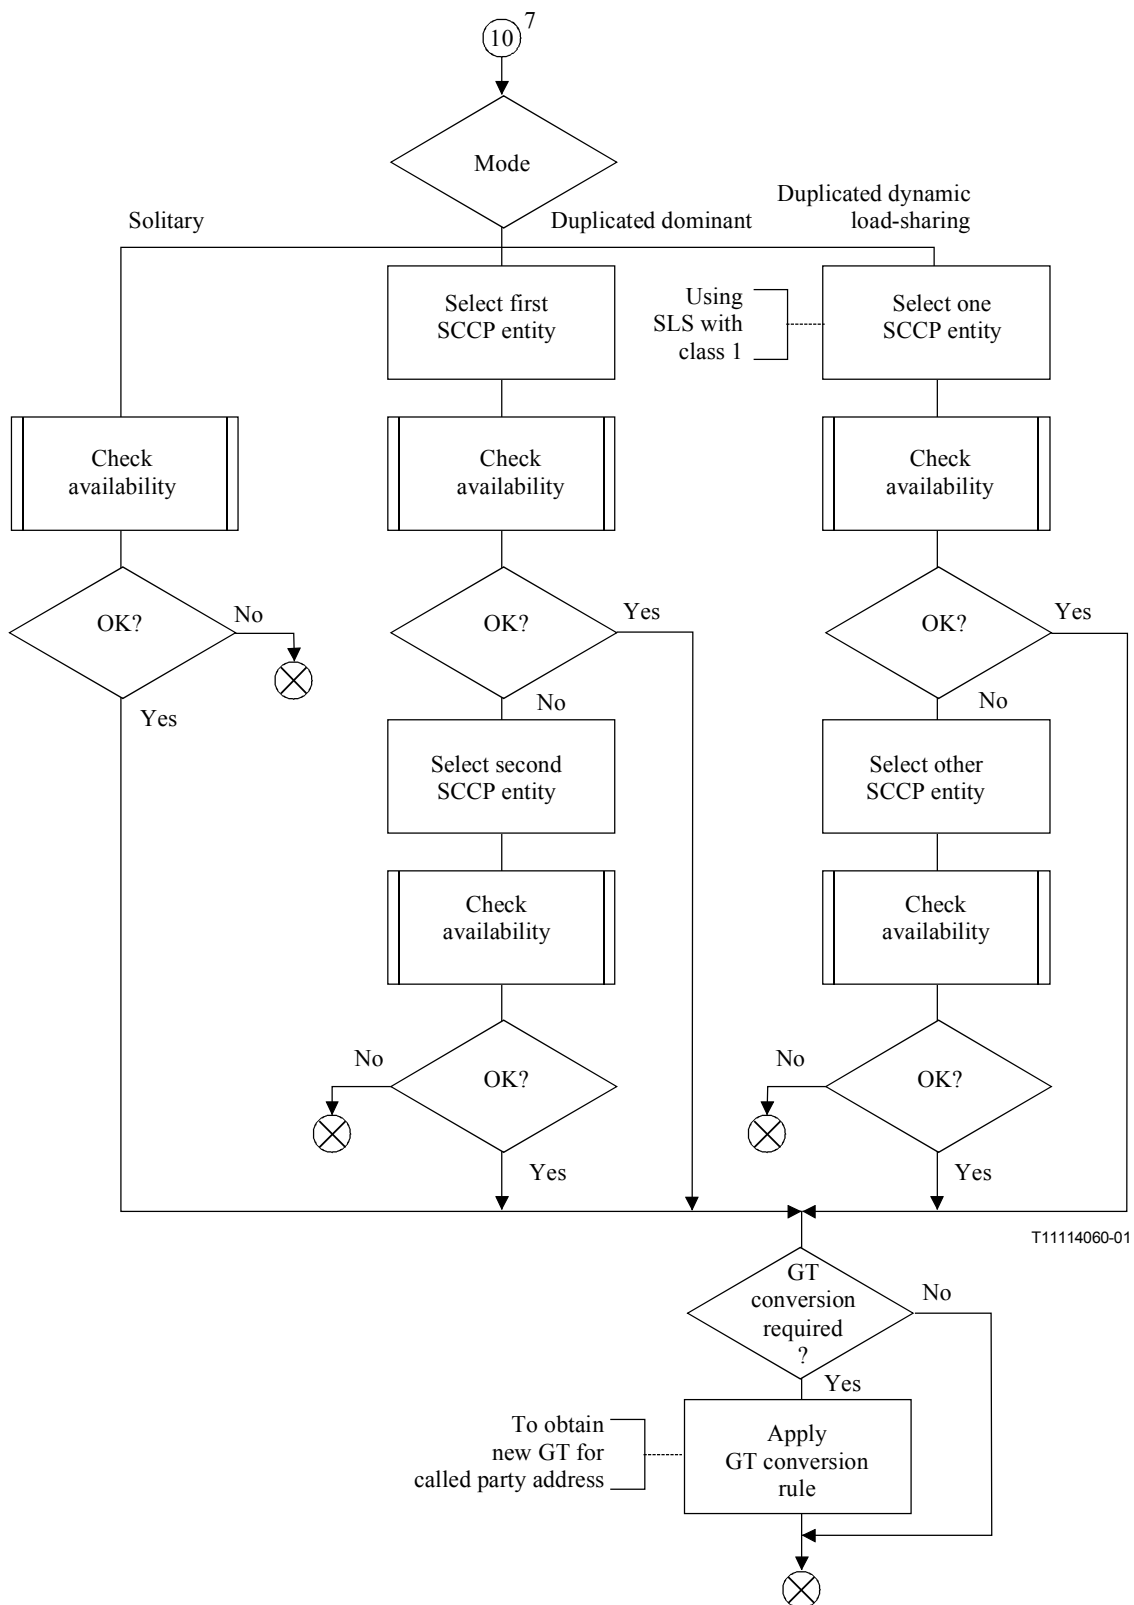 7
10
Mode
Solitary
Duplicated dominant
Duplicated dynamic
load-sharing
Select first
SCCP entity
Using
SLS with
class 1
Select one
SCCP entity
Check
availability
Check
availability
Check
availability
OK?
No
OK?
Yes
OK?
Yes
Yes
No
No
Select second
SCCP entity
Select other
SCCP entity
Check
availability
Check
availability
No
OK?
No
OK?
Yes
Yes
T11114060-01
GT
conversion
required
?
No
Yes
To obtain
new GT for
called party address
Apply
GT conversion
rule